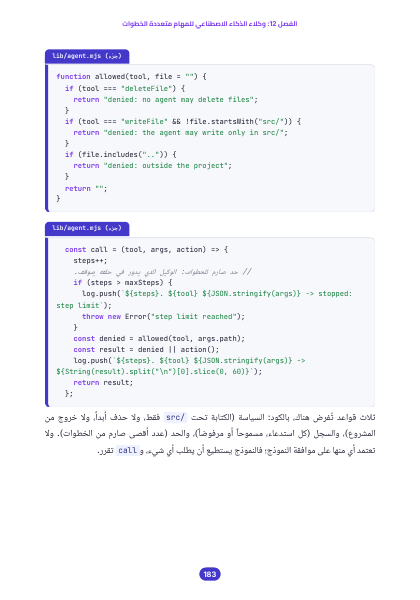 الفصل 12: وكلاء الذكاء الاصطناعي للمهام متعددة الخطوات
lib/agent.mjs (جزء)
function allowed(tool, file = "") {
  if (tool === "deleteFile") {
    return "denied: no agent may delete files";
  }
  if (tool === "writeFile" && !file.startsWith("src/")) {
    return "denied: the agent may write only in src/";
  }
  if (file.includes("..")) {
    return "denied: outside the project";
  }
  return "";
}
lib/agent.mjs (جزء)
  const call = (tool, args, action) => {
    steps++;
    // حد صارم للخطوات: الوكيل الذي يدور في حلقة يتوقف.
    if (steps > maxSteps) {
      log.push(`${steps}. ${tool} ${JSON.stringify(args)} -> stopped:
step limit`);
      throw new Error("step limit reached");
    }
    const denied = allowed(tool, args.path);
    const result = denied || action();
    log.push(`${steps}. ${tool} ${JSON.stringify(args)} ->
${String(result).split("\n")[0].slice(0, 60)}`);
    return result;
  };
ثلاث قواعد تُفرض هناك، بالكود: السياسة (الكتابة تحت src/ فقط، ولا حذف أبداً، ولا خروج من
المشروع)، والسجل (كل استدعاء، مسموحاً أو مرفوضاً)، والحد (عدد أقصى صارم من الخطوات). ولا
تعتمد أي منها على موافقة النموذج؛ فالنموذج يستطيع أن يطلب أي شيء، و call تقرر.
183